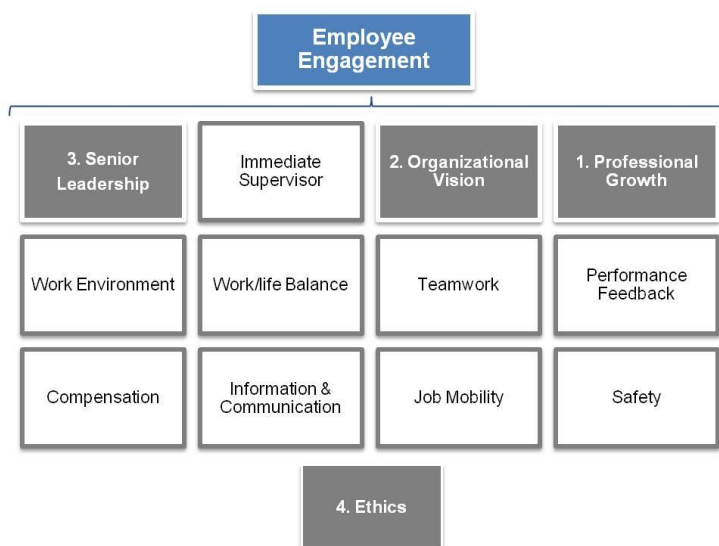 Employee
Engagement
3. Senior
Leadership
Immediate
Supervisor
2. Organizational
Vision
1. Professional
Growth
Work Environment
Work/life Balance
Teamwork
Performance
Feedback
Compensation
Information &
Communication
Job Mobility
Safety
4. Ethics